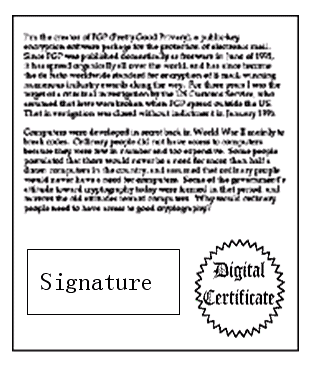 I'm the creator of PGP (Pretty Good Privacy), a public-key
encryption software package for the protection of electronic mail.
Since PGP was published domestically as freeware in June of 1991,
it has spread organically all over the world, and has since become
the de facto worldwide standard for encryption of E-mail, winning
numerous industry awards along the way. For three years I was the
target of a criminal investigation by the US Customs Service, who
assumed that laws were broken when PGP spread outside the US.
That investigation was closed without indictment in January 1996.
Computers were developed in secret back in World War II mainly to
break codes. Ordinary people did not have access to computers,
because they were few in number and too expensive. Some people
postulated that there would never be a need for more than half a
dozen computers in the country, and assumed that ordinary people
would never have a need for computers. Some of the government's
attitude toward cryptography today were formed in that period, and
mirrors the old attitudes toward computers. Why would ordinary
people need to have access to good cryptography?
Signature
Digital
Certificate